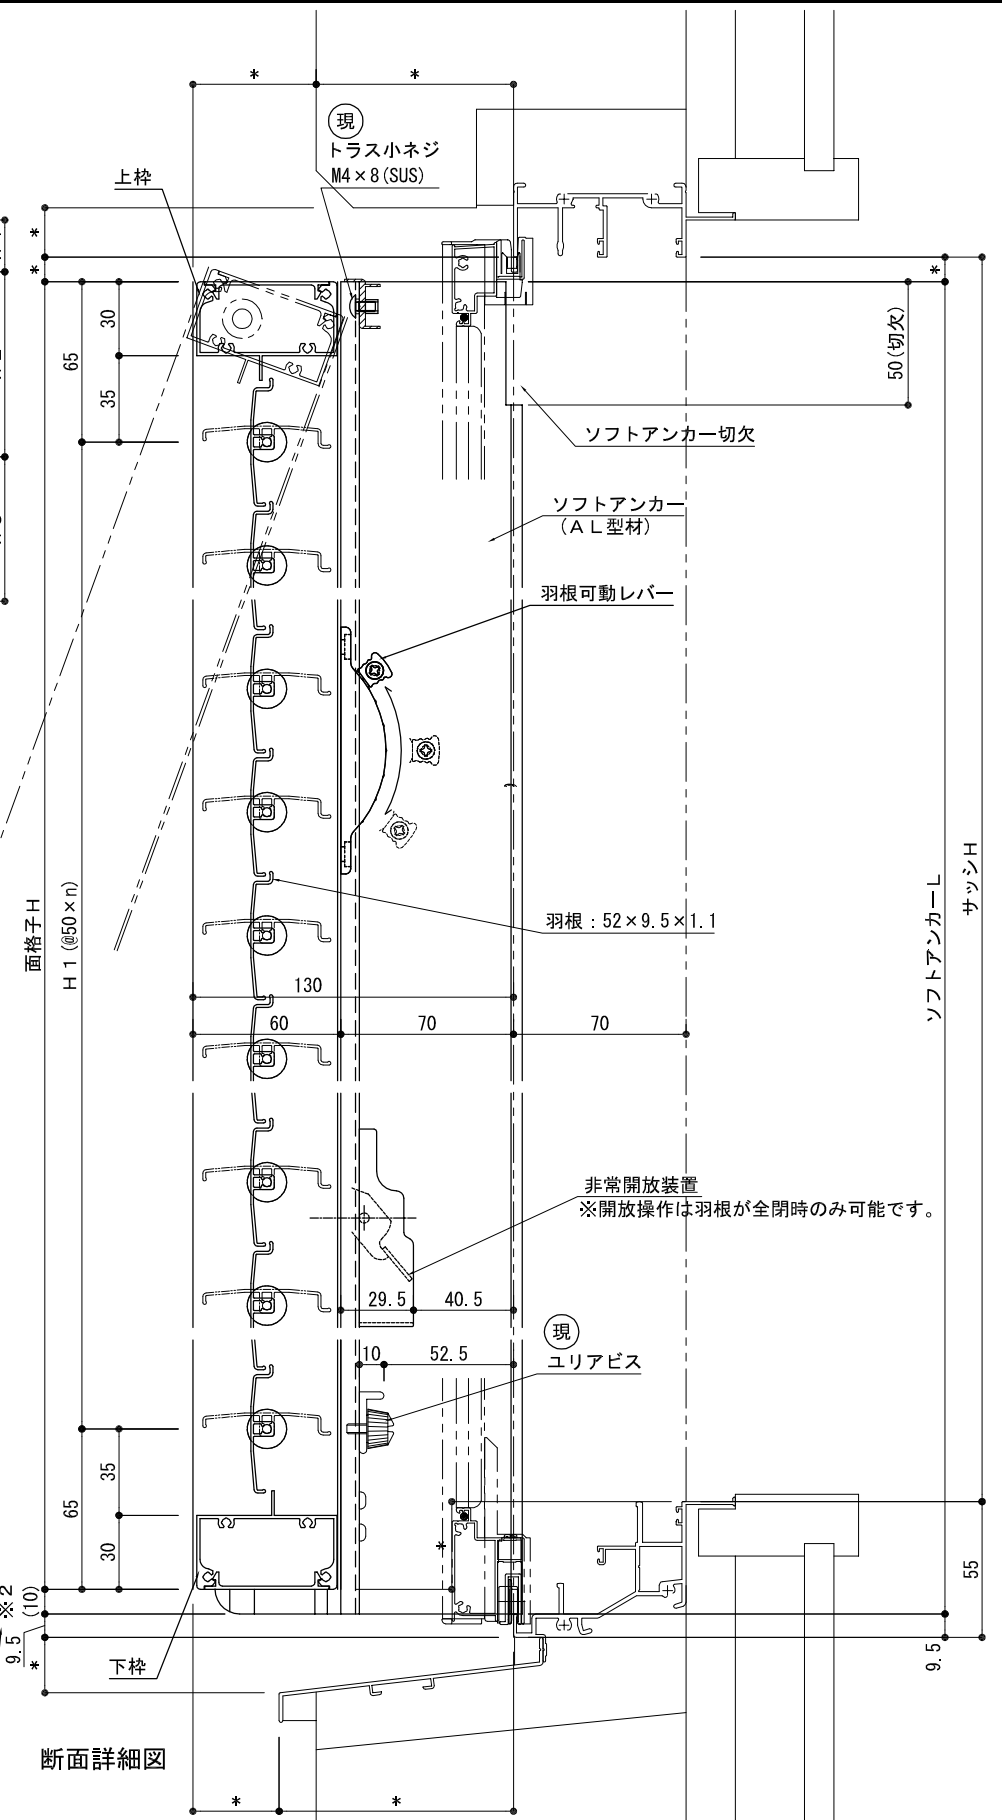 *
*
現
トラス小ネジ
M4×8(SUS)
上枠
*
*
*
30
65
35
50(切欠)
ソフトアンカー切欠
ソフトアンカー
(AL型材)
羽根可動レバー
面格子H
H1(@50×n)
羽根:52×9.5×1.1
ソフトアンカーL
サッシH
130
60
70
70
非常開放装置
※開放操作は羽根が全閉時のみ可能です。
29.5
40.5
現
ユリアビス
10
52.5
35
65
30
*
55
※2
(10)
9.5
*
9.5
下枠
断面詳細図
*
*